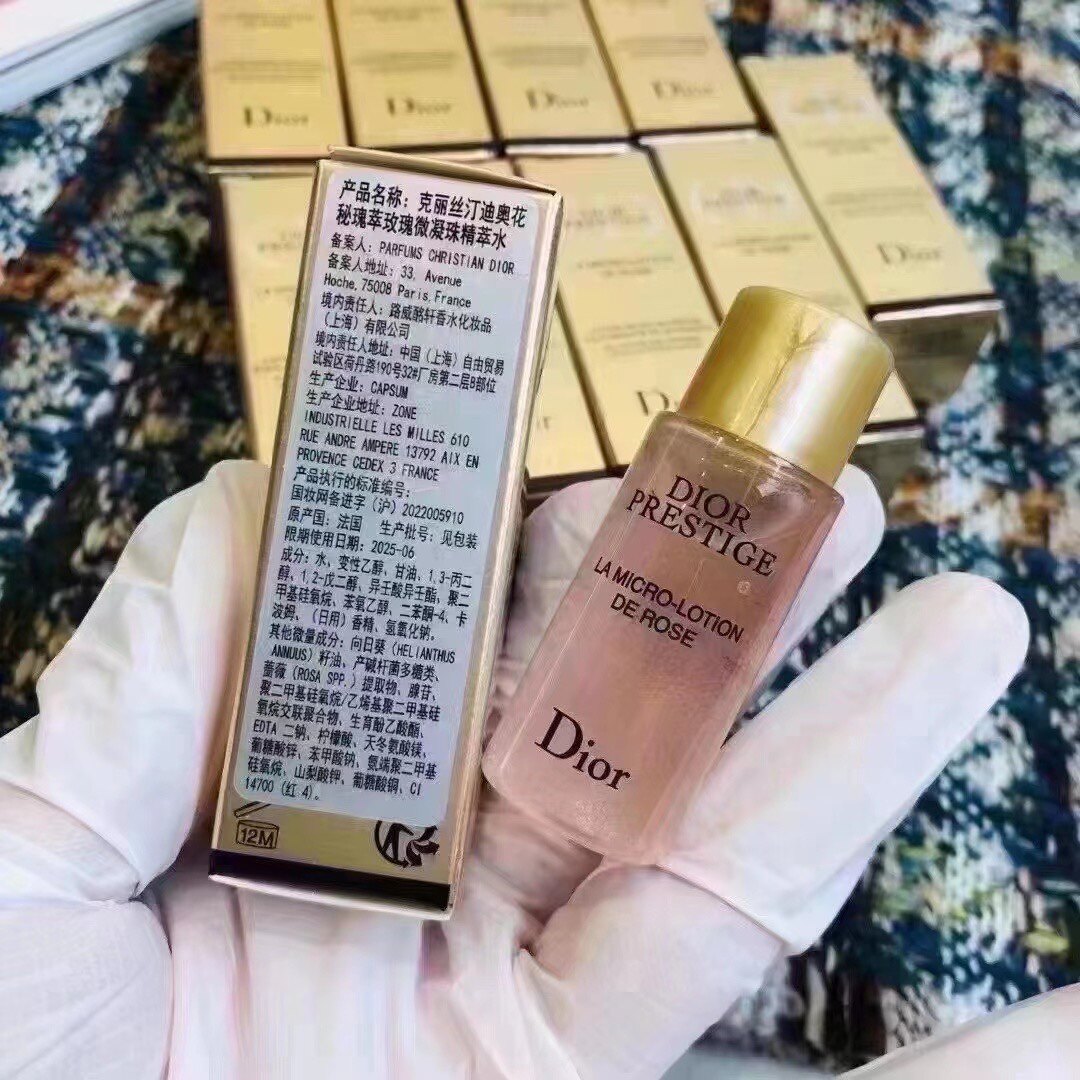 Dior
Dior
Dior
Dior
产品名称：克丽丝汀迪奥花
秘瑰萃玫瑰微凝珠精萃水
备案人：PARFUMS CHRISTIAN DIOR
备案人地址：33, Avenue
Hoche,75008 Paris,France
境内责任人：路威酩轩香水化妆品
（上海）有限公司
境内责任人地址：中国（上海）自由贸易
试验区荷丹路190号32#厂房第二层B部位
生产企业：CAPSUM
生产企业地址：ZONE
INDUSTRIELLE LES MILLES 610
RUE ANDRE AMPERE 13792 AIX EN
PROVENCE CEDEX 3 FRANCE
产品执行的标准编号：
国妆网备进字（沪）2022005910
原产国：法国 生产批号：见包装
限期使用日期：2025-06
成分：水、变性乙醇、甘油、1,3-丙二
醇、1,2-戊二醇、异壬酸异壬酯、聚二
甲基硅氧烷、苯氧乙醇、二苯酮-4、卡
波姆、（日用）香精、氢氧化钠。
其他微量成分：向日葵（HELIANTHUS
ANNUUS）籽油、产碱杆菌多糖类、
蔷薇（ROSA SPP.）提取物、腺苷、
聚二甲基硅氧烷/乙烯基聚二甲基硅
氧烷交联聚合物、生育酚乙酸酯、
EDTA 二钠、柠檬酸、天冬氨酸镁、
葡糖酸锌、苯甲酸钠、氨端聚二甲基
硅氧烷、山梨酸钾、葡糖酸铜、CI
14700（红 4）。
12M
DIOR
PRESTIGE
LA MICRO-LOTION
DE ROSE
Dior